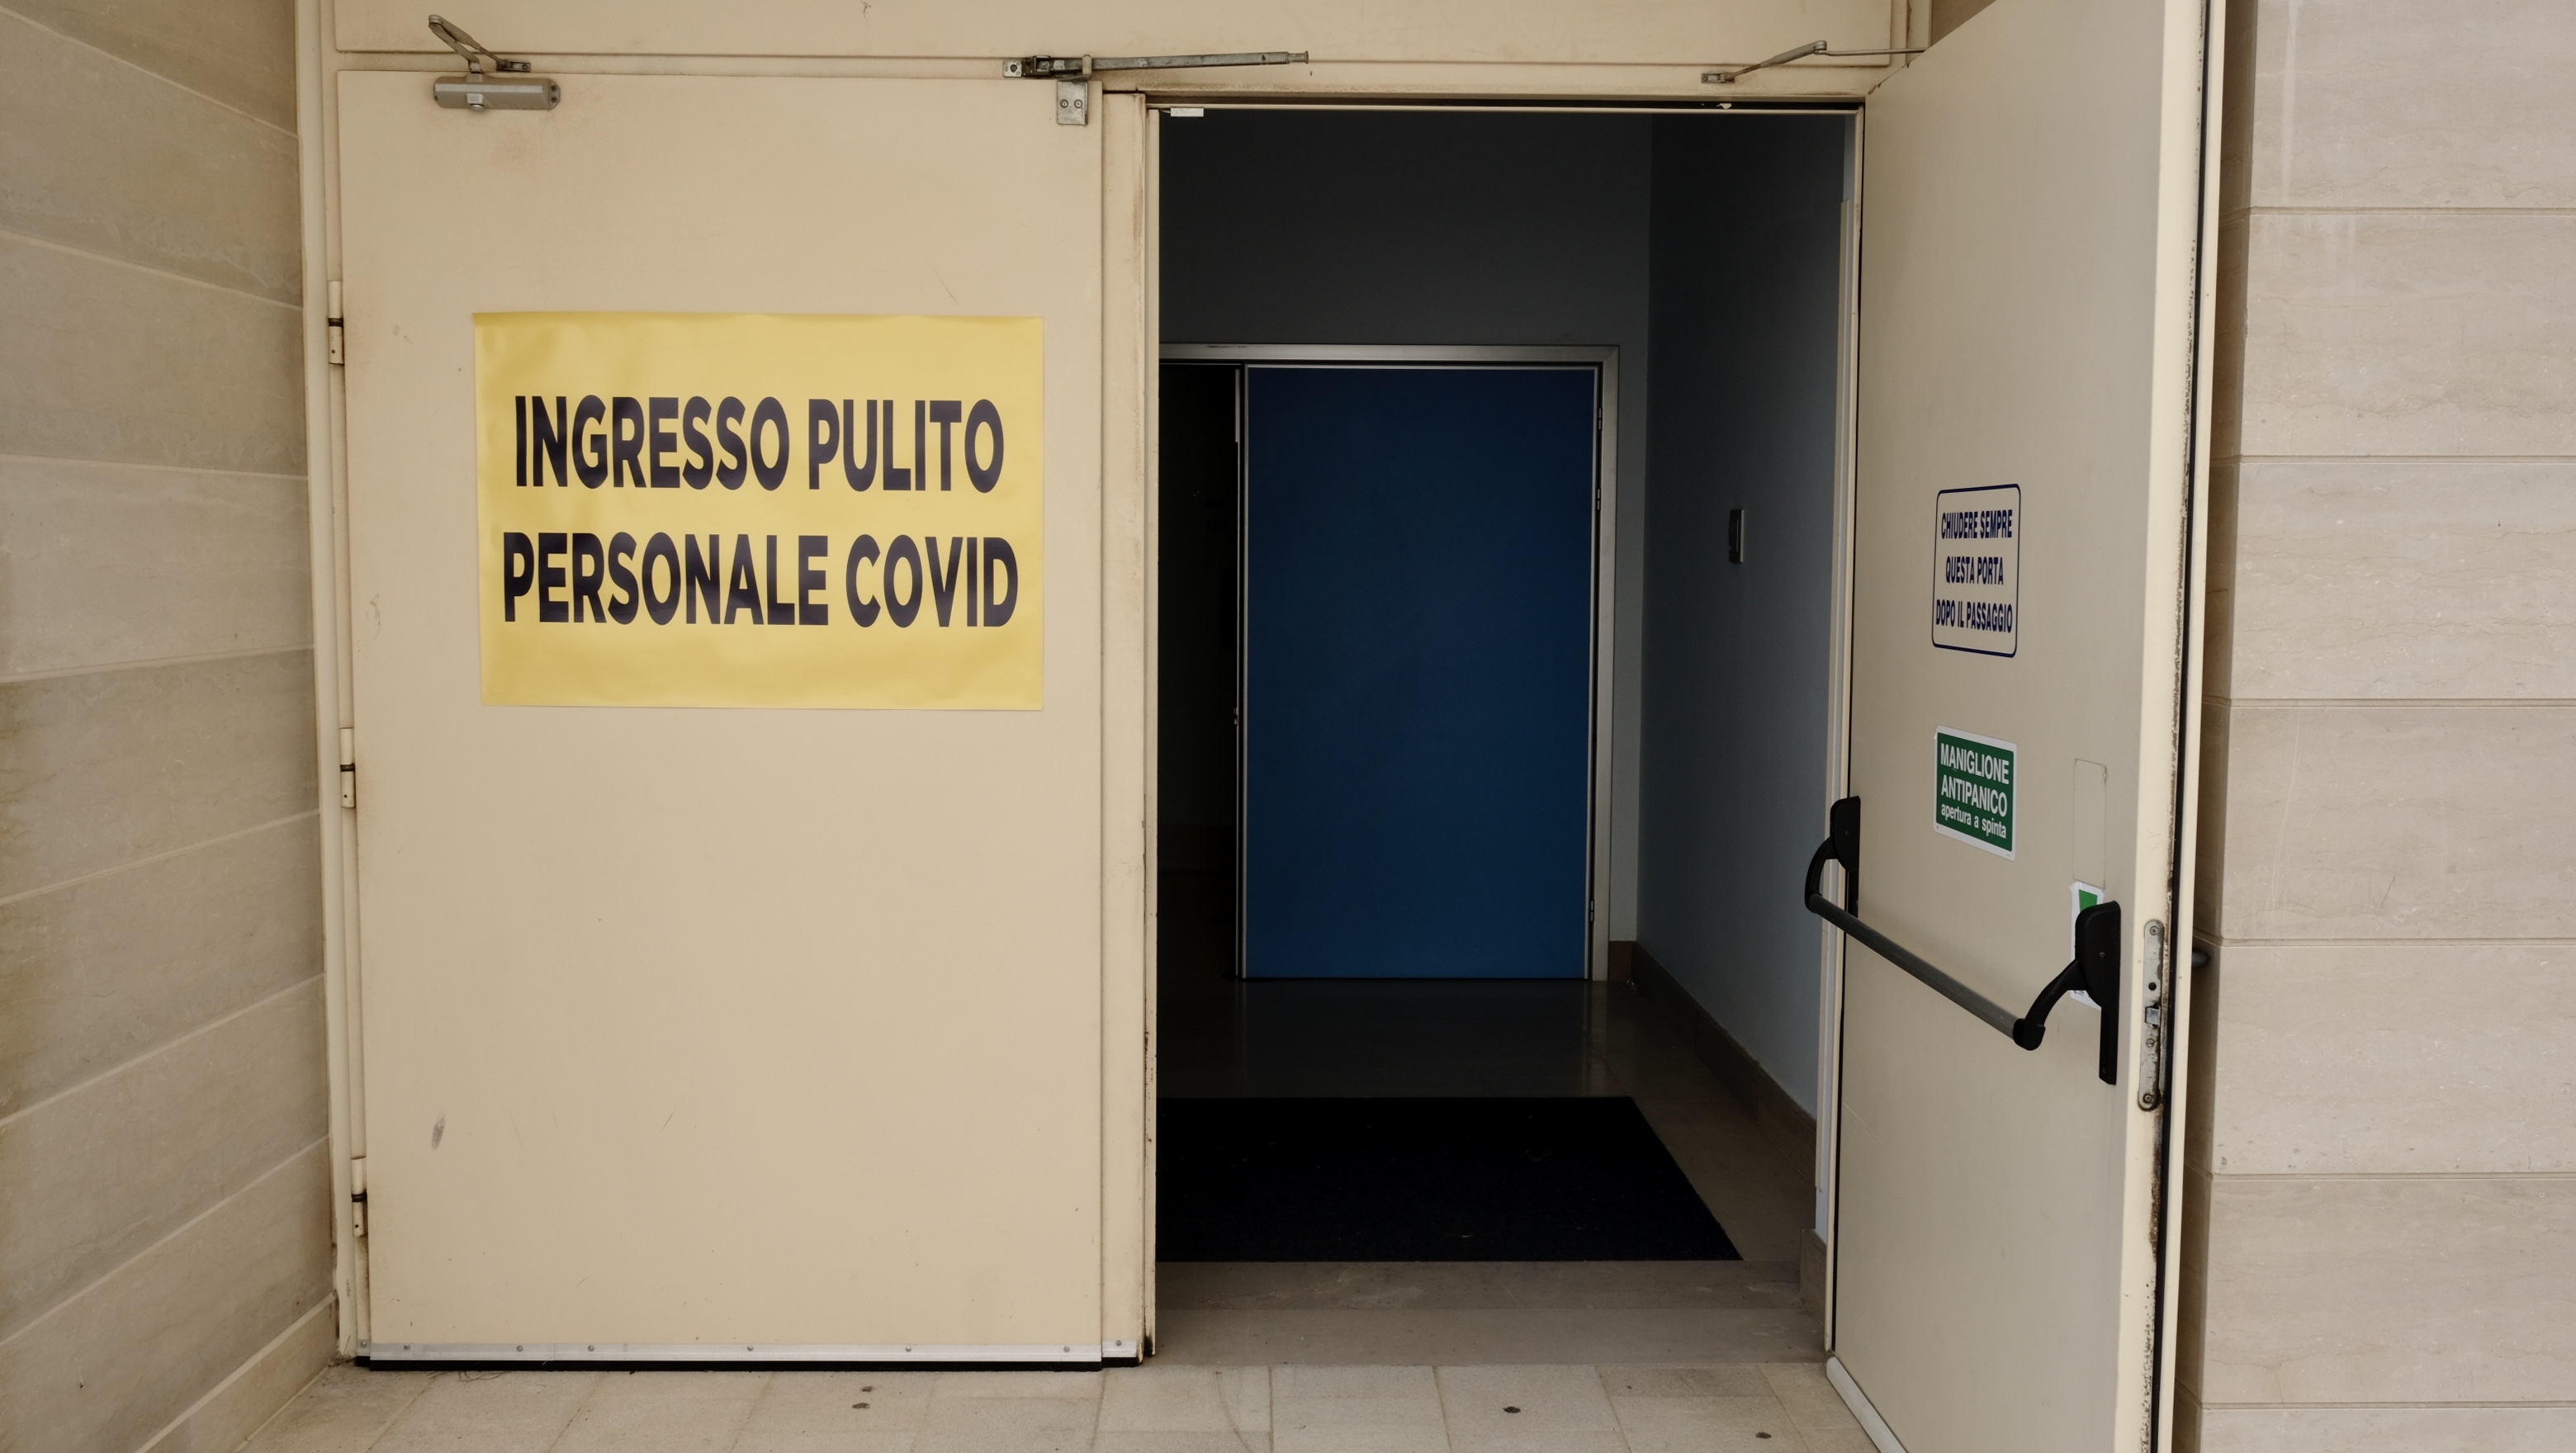 INGRESSO PULITO
PERSONALE COVID
CHIUDERE SEMPRE
QUESTA PORTA
DOPO IL PASSAGGIO
MANIGLIONE
ANTIPANICO
apertura a spinta